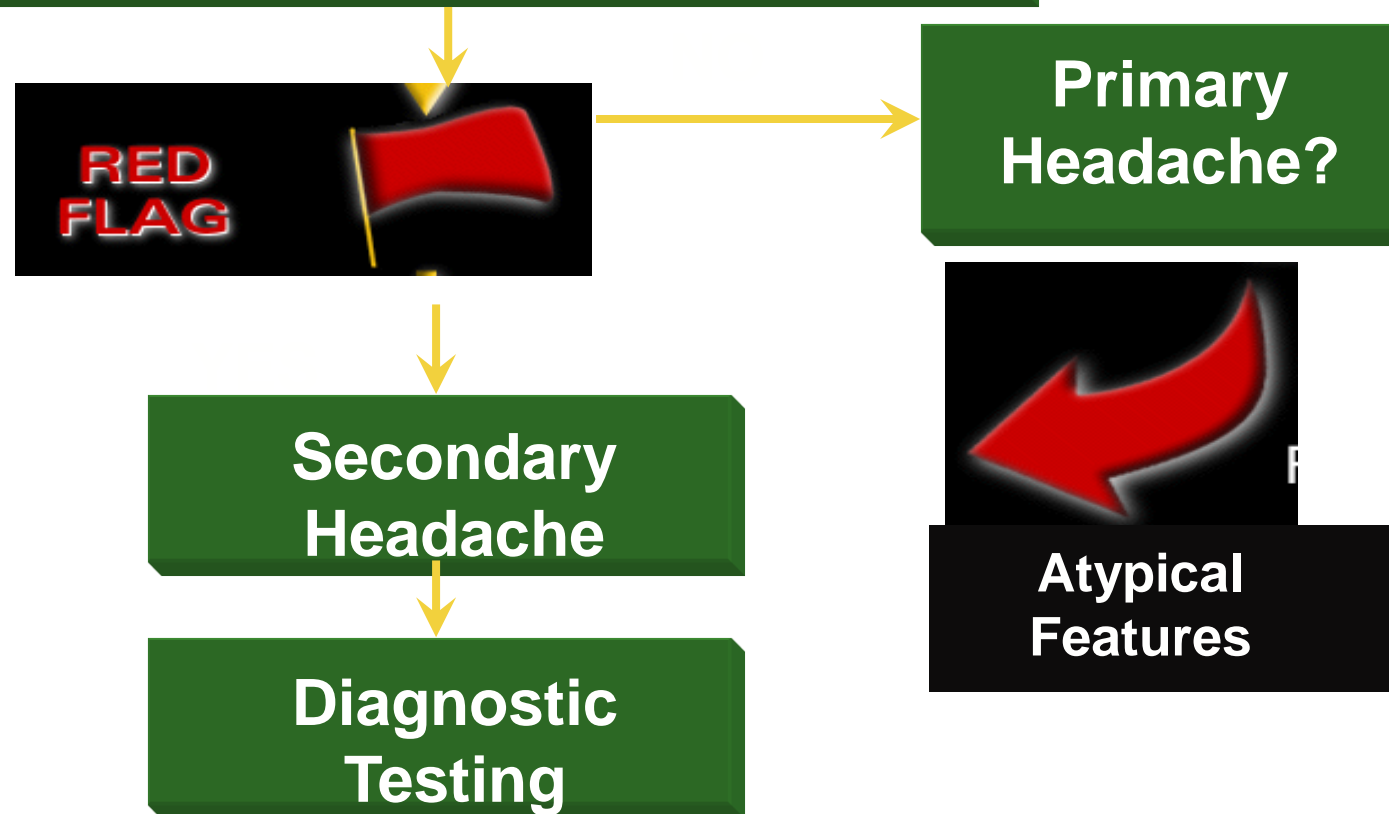 RED
FLAG
Primary
Headache?
Secondary
Headache
Atypical
Features
Diagnostic
Testing